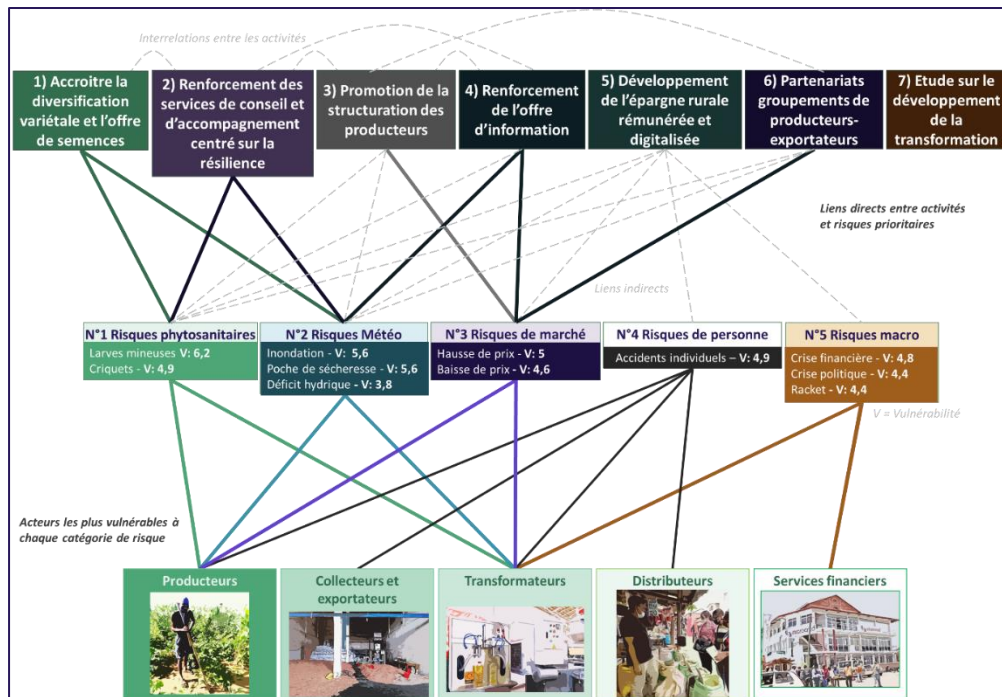 Interrelations entre les activités
1) Accroitre la
diversification
variétale et l'offre
de semences
2) Renforcement des
services de conseil et
d'accompagnement
centré sur la
résilience
3) Promotion de la
structuration des
producteurs
4) Renforcement
de l'offre
d'information
5) Développement
de l'épargne rurale
rémunérée et
digitalisée
6) Partenariats
groupements de
producteurs-
exportateurs
7) Etude sur le
développement
de la
transformation
Liens directs entre activités
et risques prioritaires
Liens indirects
N°1 Risques phytosanitaires
Larves mineuses V: 6,2
Criquets - V: 4,9
N°2 Risques Météo
Inondation - V: 5,6
Poche de sécheresse - V: 5,6
Déficit hydrique - V: 3,8
N°3 Risques de marché
Hausse de prix - V: 5
Baisse de prix - V: 4,6
N°4 Risques de personne
Accidents individuels – V: 4,9
N°5 Risques macro
Crise financière - V: 4,8
Crise politique - V: 4,4
Racket - V: 4,4
V = Vulnérabilité
Acteurs les plus vulnérables à
chaque catégorie de risque
Producteurs
Collecteurs et
exportateurs
Transformateurs
Distributeurs
Services financiers